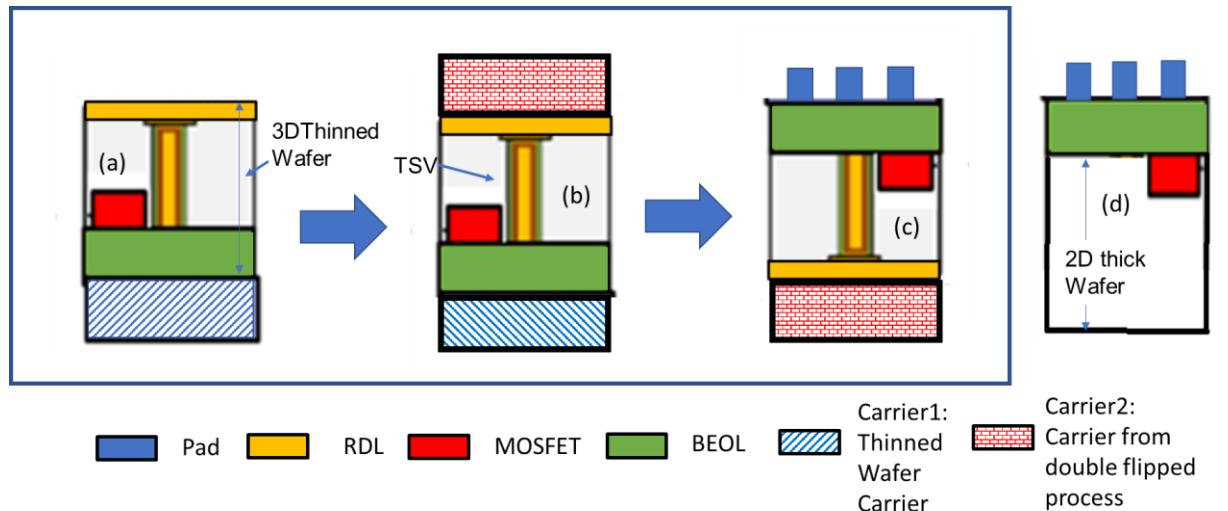 (a)
3DThinned
Wafer
TSV
(b)
(c)
(d)
2D thick
Wafer
Pad
RDL
MOSFET
BEOL
Carrier1:
Thinned
Wafer
Carrier
Carrier2:
Carrier from
double flipped
process